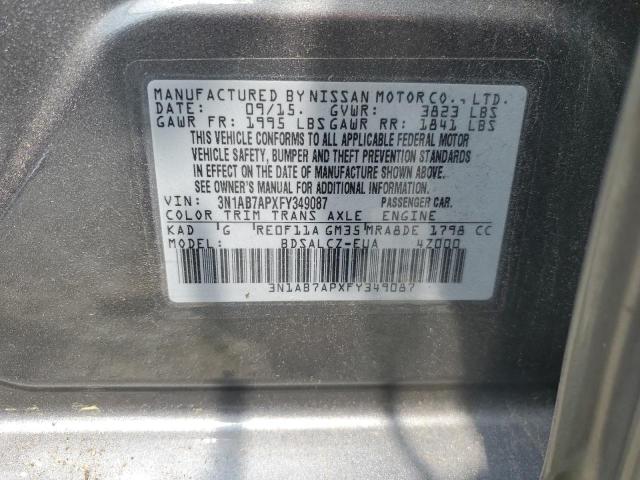 MANUFACTURED BY NISSAN MOTOR CO., LTD.
DATE: 09/15. GVWR: 3823 LBS
GAWR FR: 1995 LBS GAWR RR: 1841 LBS
THIS VEHICLE CONFORMS TO ALL APPLICABLE FEDERAL MOTOR
VEHICLE SAFETY, BUMPER AND THEFT PREVENTION STANDARDS
IN EFFECT ON THE DATE OF MANUFACTURE SHOWN ABOVE.
SEE OWNER'S MANUAL FOR ADDITIONAL INFORMATION
VIN: 3N1AB7APXFY349087 PASSENGER CAR.
COLOR TRIM TRANS AXLE ENGINE
KAD G RE0F11A GM35 MRA8DE 1798 CC
MODEL: BDSALCZ-EUA 4Z000
3N1AB7APXFY349087